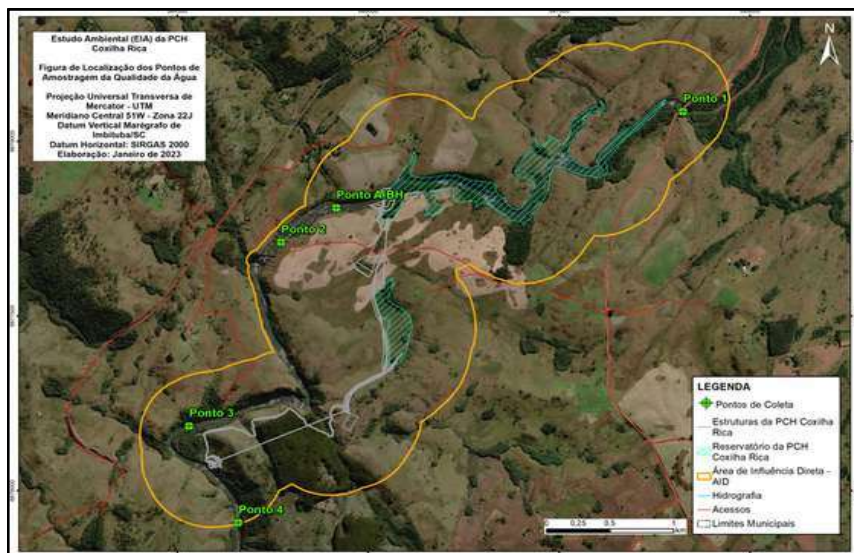 Estudo Ambiental (EIA) da PCH
Coxilha Rica
Figura de Localização dos Pontos de
Amostragem da Qualidade da Água
Projeção Universal Transversa de
Mercator - UTM
Meridiano Central 51W - Zona 22J
Datum Vertical Marégrafo de
Imbituba/SC
Datum Horizontal: SIRGAS 2000
Elaboração: Janeiro de 2023
N
Ponto 1
Ponto AIBH
Ponto 2
Ponto 3
Ponto 4
LEGENDA
Pontos de Coleta
Estruturas da PCH Coxilha
Rica
Reservatório da PCH
Coxilha Rica
Área de Influência Direta -
AID
Hidrografia
Acessos
Limites Municipais
0 0.25 0.5 1